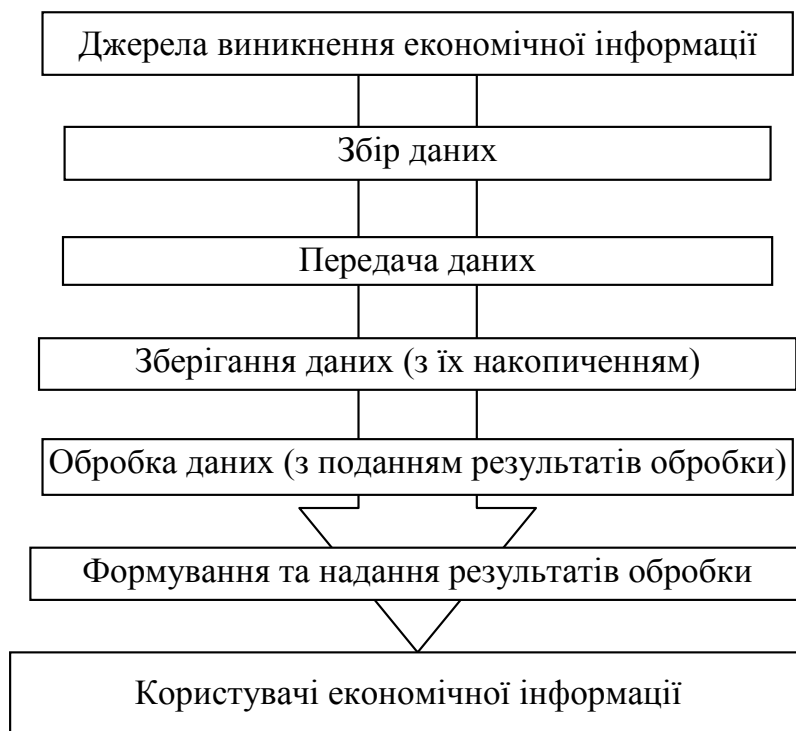 Джерела виникнення економічної інформації
Збір даних
Передача даних
Зберігання даних (з їх накопиченням)
Обробка даних (з поданням результатів обробки)
Формування та надання результатів обробки
Користувачі економічної інформації